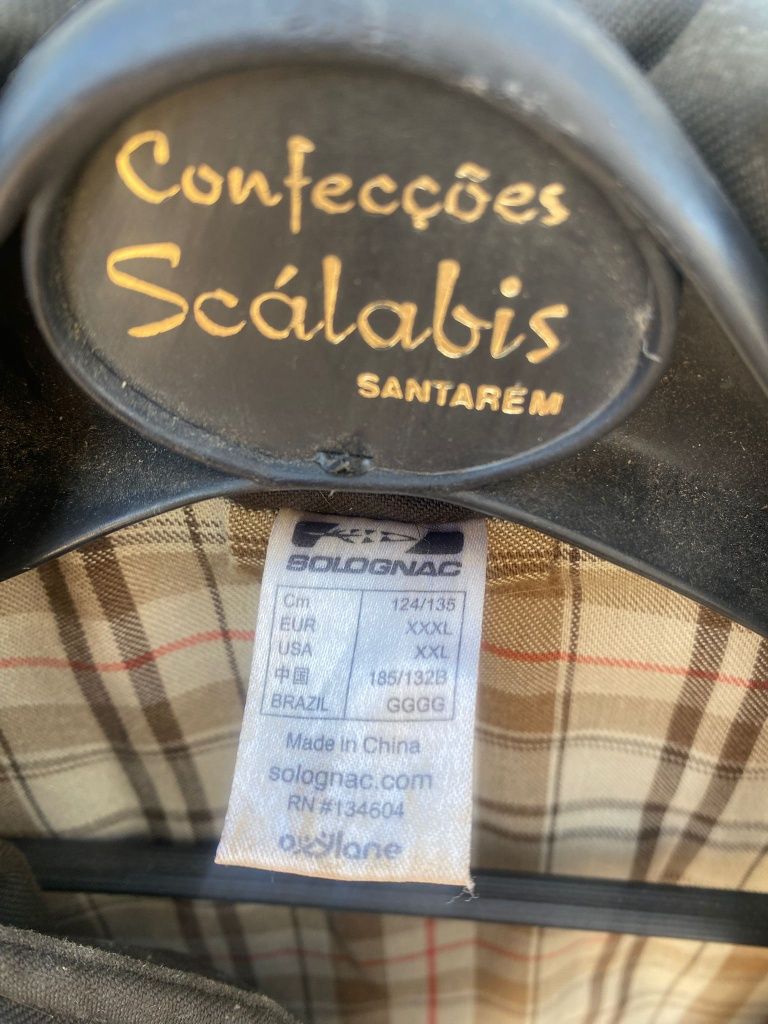 Confecções
Scálabis
SANTARÉM
SOLOGNAC
Cm 124/135
EUR XXXL
USA XXL
中国 185/132B
BRAZIL GGGG
Made in China
solognac.com
RN #134604
oxylane